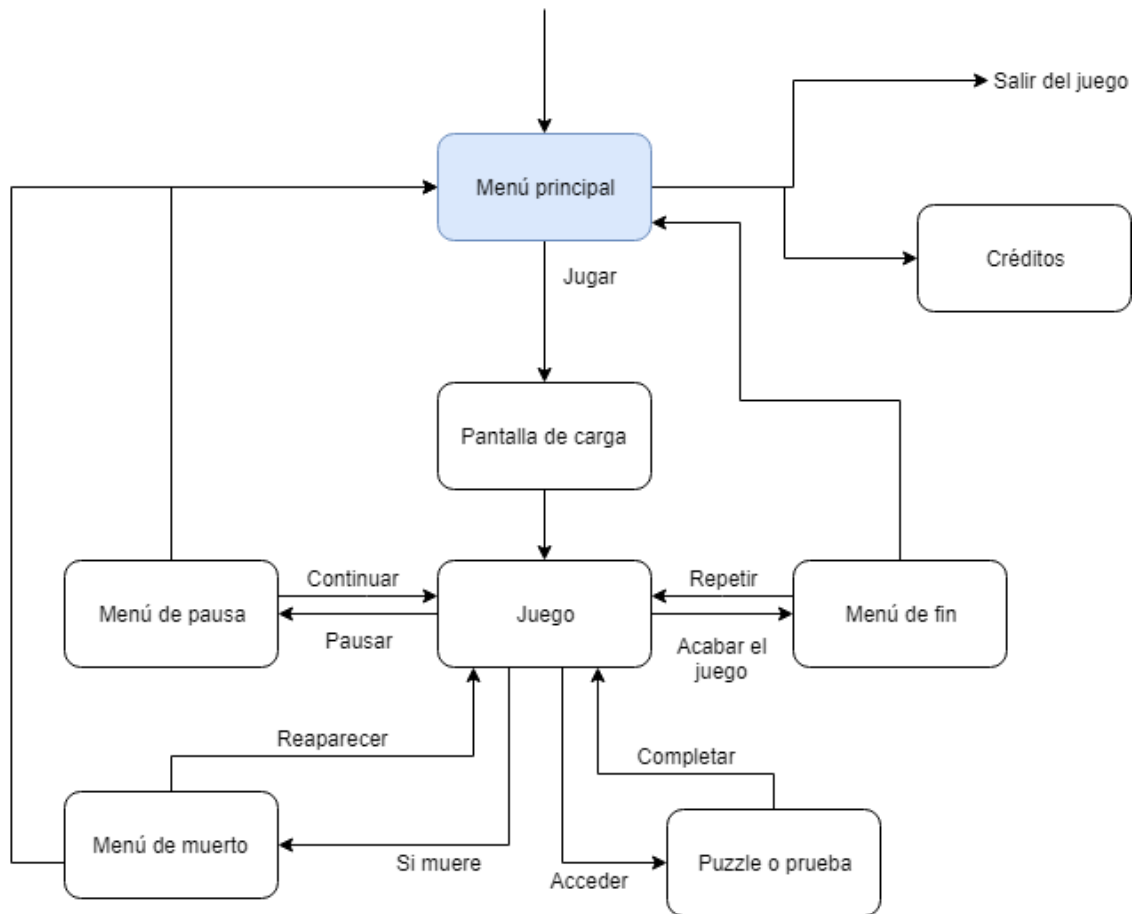 Salir del juego
Menú principal
Créditos
Jugar
Pantalla de carga
Continuar
Repetir
Menú de pausa
Juego
Menú de fin
Pausar
Acabar el
juego
Reaparecer
Completar
Menú de muerto
Si muere
Puzzle o prueba
Acceder